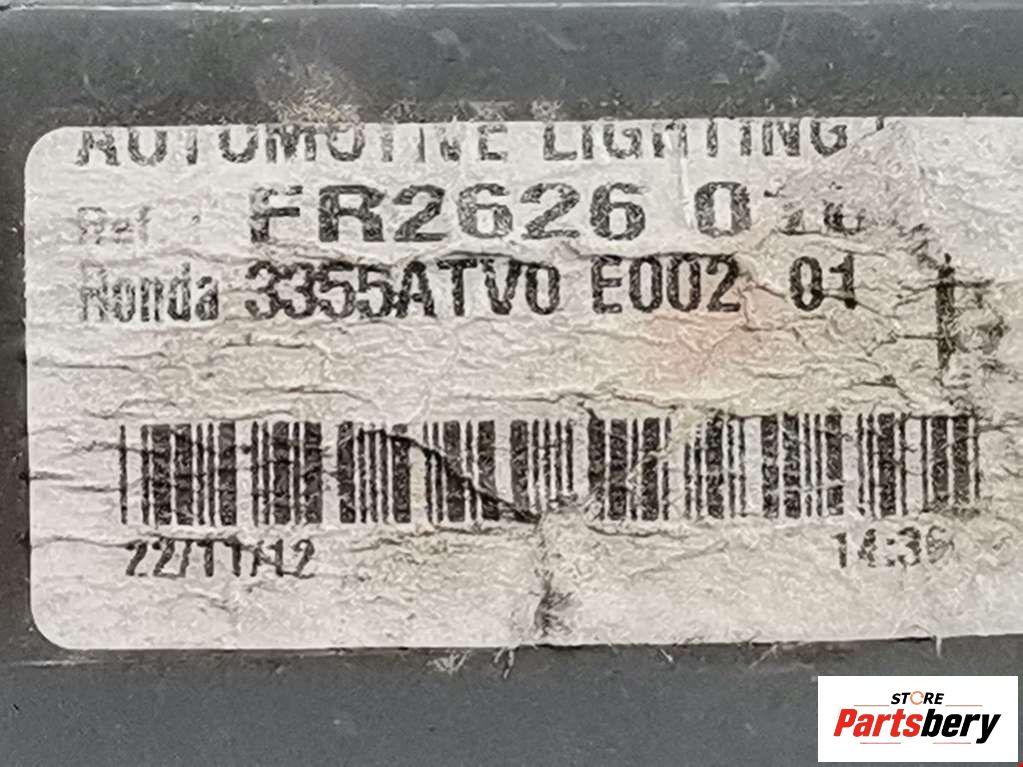 AUTOMOTIVE LIGHTING
Ref. : FR2626
Honda 3355ATV0 E002 01
22/11/12
14:36
STORE
Partsbery